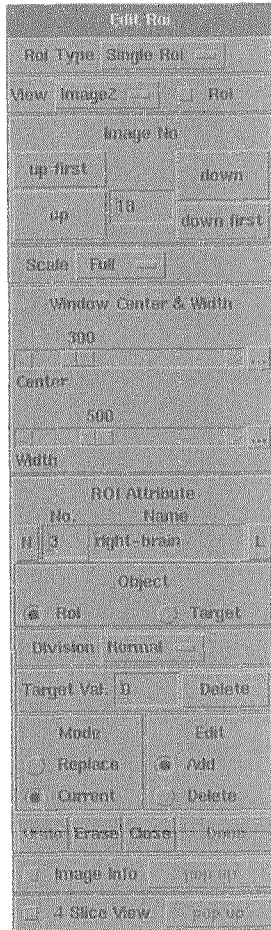 Edit Roi
Roi Type Single Roi
View Image2 Roi
Image No
up first
down
up
18
down first
Scale Full
Window Center & Width
300
...
Center
500
...
Width
ROI Attribute
No. Name
N 3 right-brain L
Object
Roi Target
Division Normal
Target Val 0 Delete
Mode Edit
Replace Add
Current Delete
Erase Close Done
Image Info pop up
4 Slice View pop up